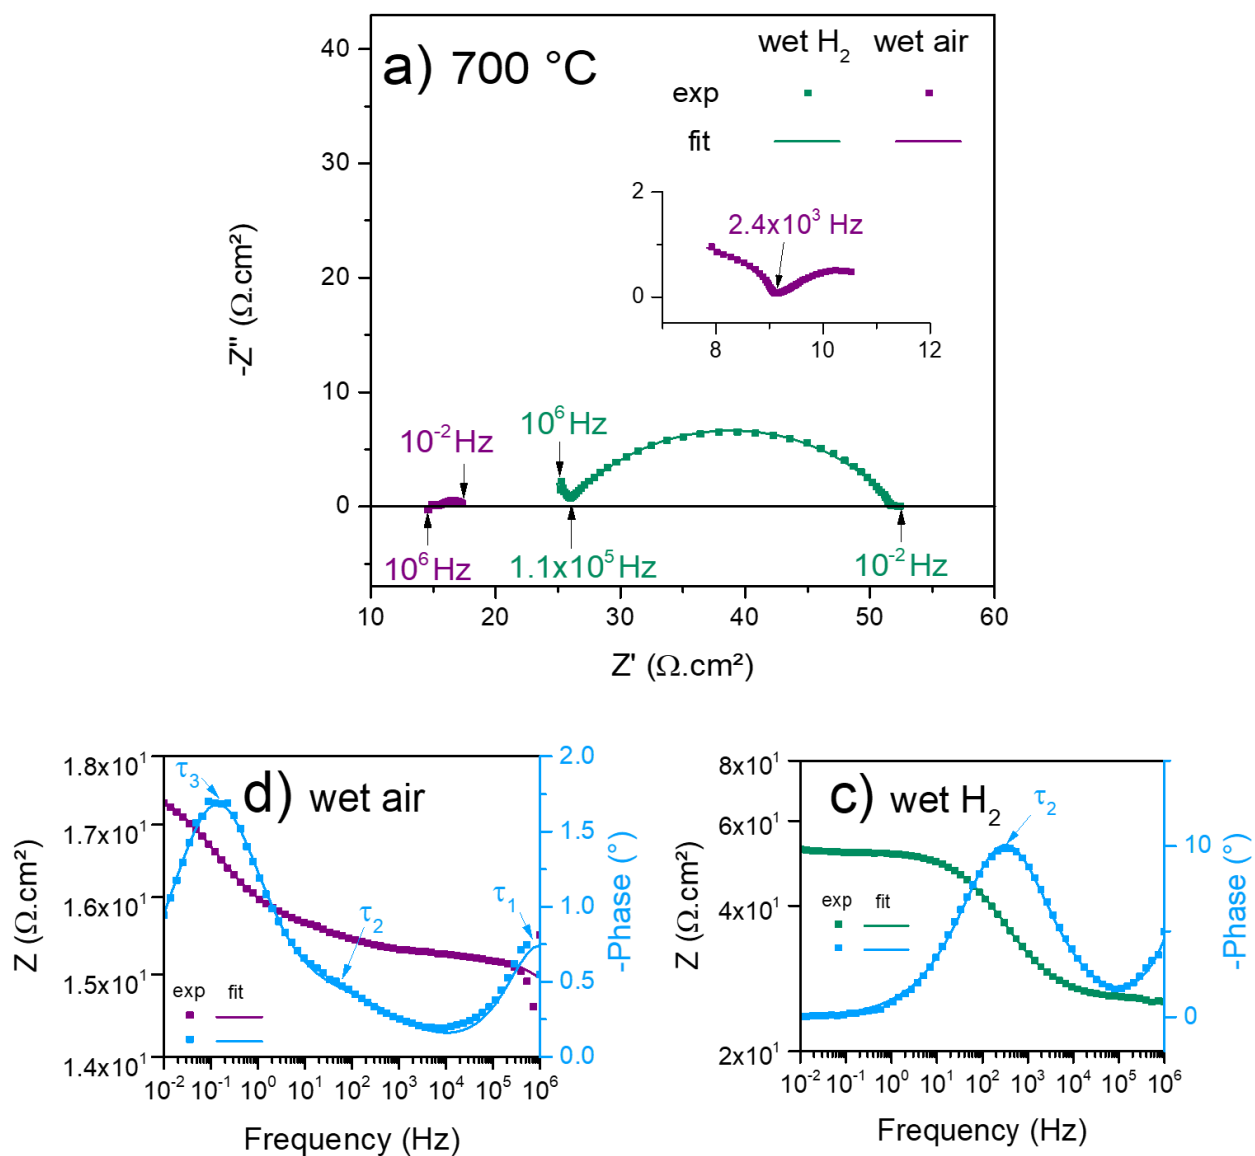 a) 700 °C
wet H₂ wet air
exp
fit
40
30
20
10
0
-Z'' (Ω.cm²)
2
1
0
2.4x10³ Hz
8 10 12
10⁻² Hz
10⁶ Hz
10⁶ Hz
1.1x10⁵ Hz
10⁻² Hz
10 20 30 40 50 60
Z' (Ω.cm²)
d) wet air
1.8x10¹
1.7x10¹
1.6x10¹
1.5x10¹
1.4x10¹
Z (Ω.cm²)
τ₃
τ₂
τ₁
exp fit
2.0
1.5
1.0
0.5
0.0
-Phase (°)
10⁻² 10⁻¹ 10⁰ 10¹ 10² 10³ 10⁴ 10⁵ 10⁶
Frequency (Hz)
c) wet H₂
8x10¹
6x10¹
4x10¹
2x10¹
Z (Ω.cm²)
τ₂
exp fit
10
0
-Phase (°)
10⁻² 10⁻¹ 10⁰ 10¹ 10² 10³ 10⁴ 10⁵ 10⁶
Frequency (Hz)